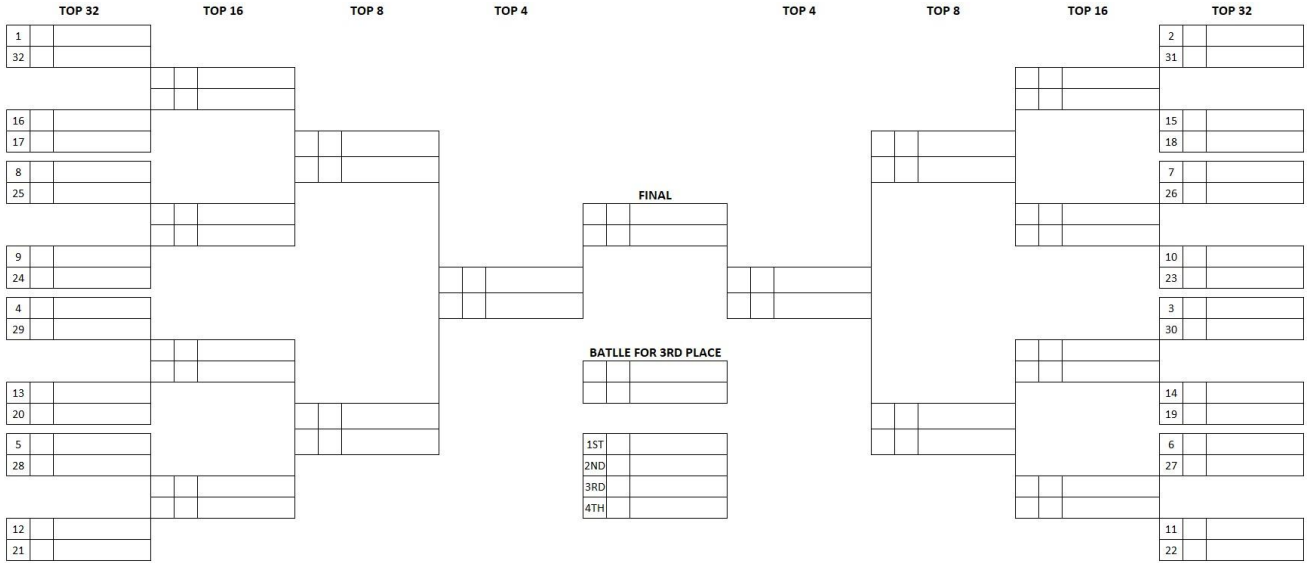 TOP 32 TOP 16 TOP 8 TOP 4 TOP 4 TOP 8 TOP 16 TOP 32
1 2
32 31
16 15
17 18
8 7
25 26
FINAL
9 10
24 23
4 3
29 30
BATLLE FOR 3RD PLACE
13 14
20 19
5 1ST 6
28 2ND 27
3RD
4TH
12 11
21 22